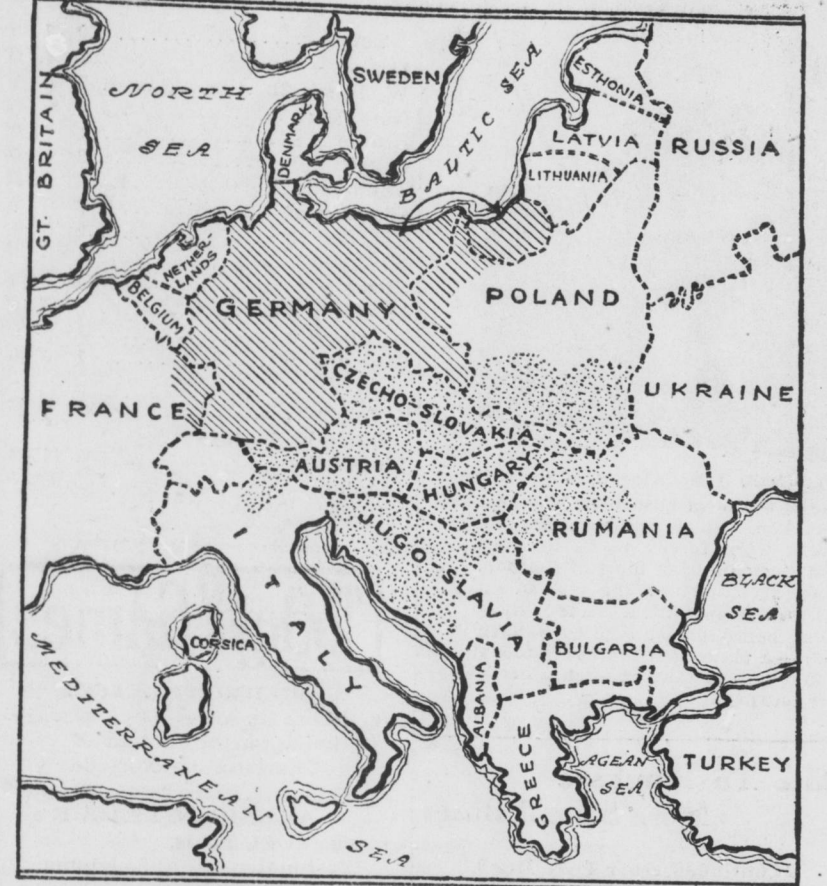 SWEDEN
NORTH
SEA
GT. BRITAIN
DENMARK
BALTIC SEA
ESTHONIA
LATVIA
LITHUANIA
RUSSIA
NETHER-
LANDS
BELGIUM
GERMANY
POLAND
FRANCE
CZECHO-SLOVAKIA
UKRAINE
AUSTRIA
HUNGARY
ITALY
JUGO-SLAVIA
RUMANIA
BLACK
SEA
CORSICA
BULGARIA
ALBANIA
MEDITERRANEAN
SEA
GREECE
AGEAN
SEA
TURKEY